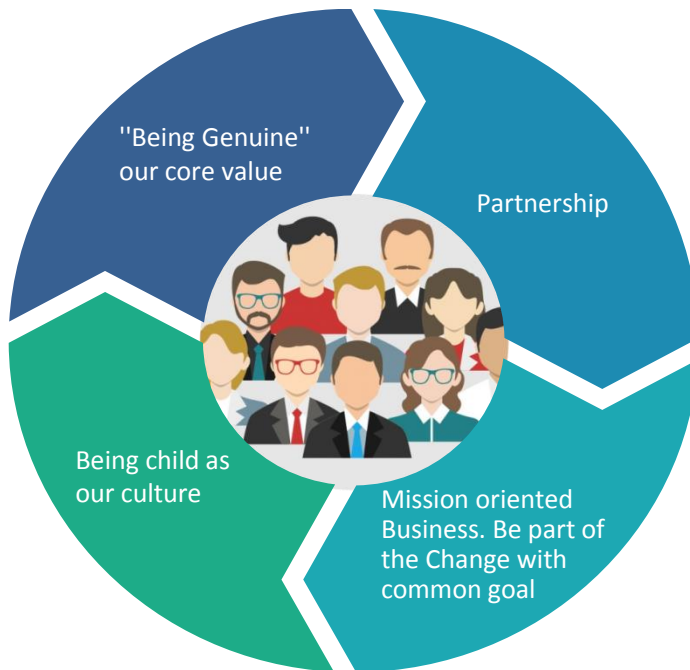 "Being Genuine"
our core value
Partnership
Being child as
our culture
Mission oriented
Business. Be part of
the Change with
common goal